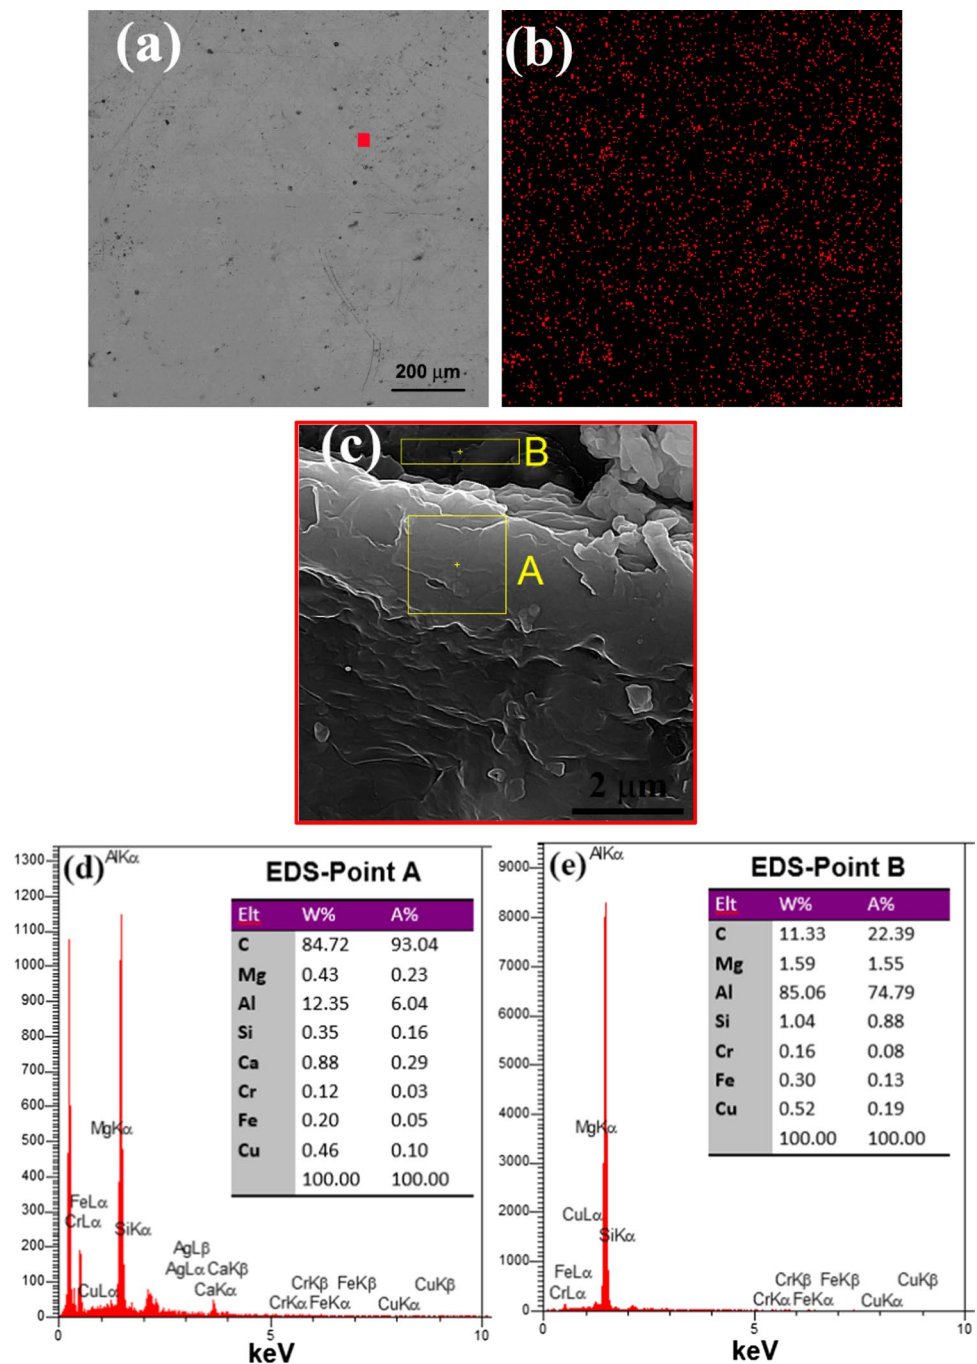 (a)
200 μm
(b)
(c)
B
A
2 μm
(d)
AlKα
EDS-Point A
Elt W% A%
C 84.72 93.04
Mg 0.43 0.23
Al 12.35 6.04
Si 0.35 0.16
Ca 0.88 0.29
Cr 0.12 0.03
Fe 0.20 0.05
Cu 0.46 0.10
100.00 100.00
1300
1200
1100
1000
900
800
700
600
500
400
300
200
100
0
MgKα
FeLα
CrLα
SiKα
CuLα
AgLβ
AgLα CaKβ
CaKα
CrKβ FeKβ CuKβ
CrKα FeKα CuKα
0 5 10
keV
(e)
AlKα
EDS-Point B
Elt W% A%
C 11.33 22.39
Mg 1.59 1.55
Al 85.06 74.79
Si 1.04 0.88
Cr 0.16 0.08
Fe 0.30 0.13
Cu 0.52 0.19
100.00 100.00
9000
8000
7000
6000
5000
4000
3000
2000
1000
0
MgKα
CuLα
SiKα
FeLα
CrLα
CrKβ FeKβ CuKβ
CrKα FeKα CuKα
0 5 10
keV